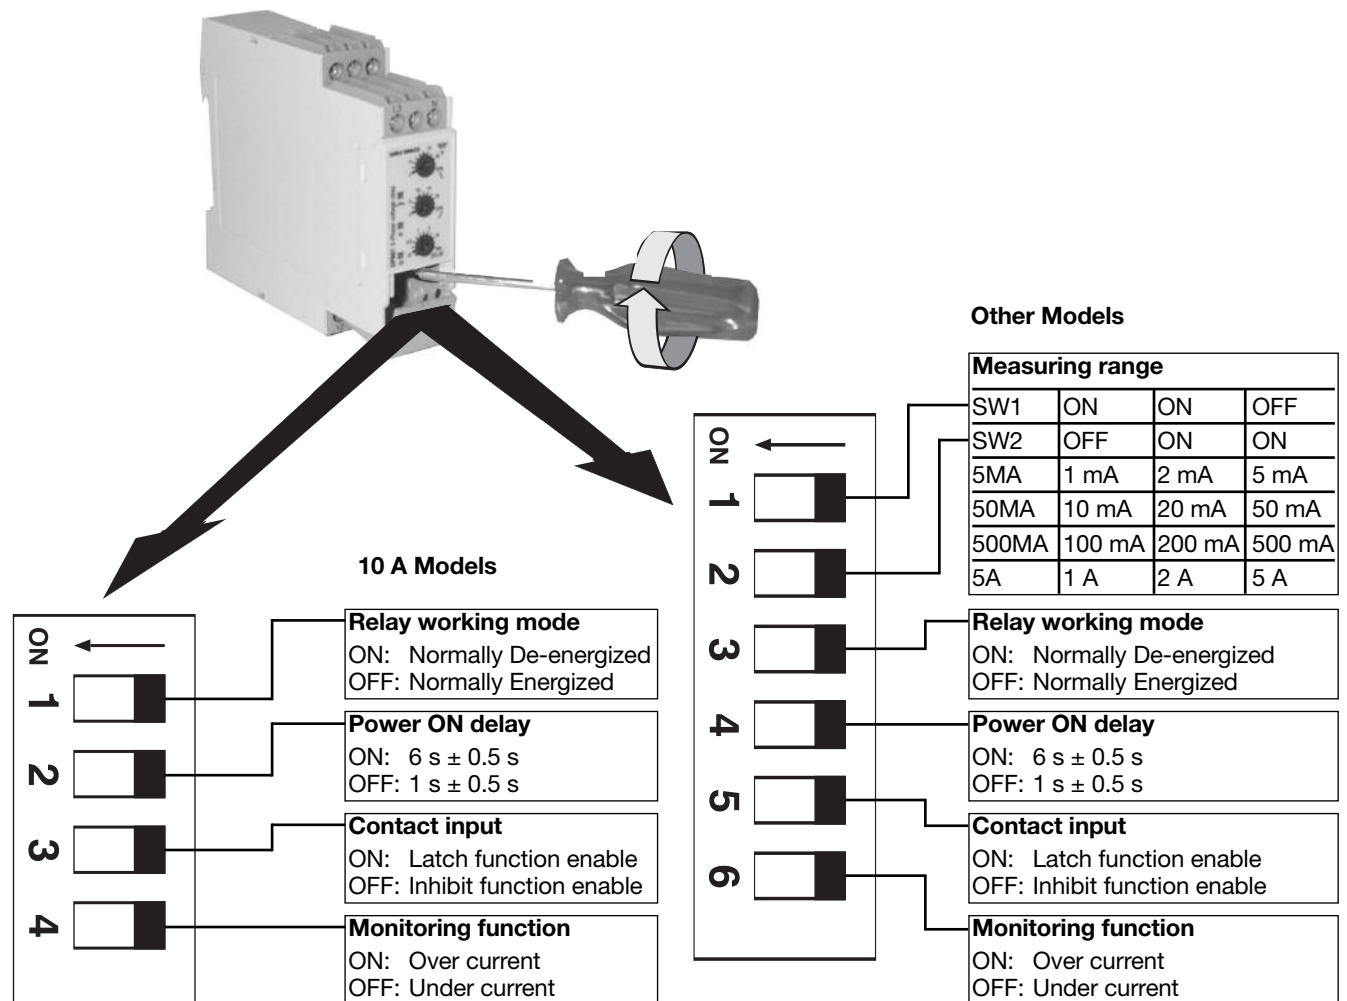 Other Models
Measuring range
SW1 ON ON OFF
SW2 OFF ON ON
5MA 1 mA 2 mA 5 mA
50MA 10 mA 20 mA 50 mA
500MA 100 mA 200 mA 500 mA
5A 1 A 2 A 5 A
ON
1
2
3
4
5
6
Relay working mode
ON: Normally De-energized
OFF: Normally Energized
Power ON delay
ON: 6 s ± 0.5 s
OFF: 1 s ± 0.5 s
Contact input
ON: Latch function enable
OFF: Inhibit function enable
Monitoring function
ON: Over current
OFF: Under current
10 A Models
ON
1
2
3
4
Relay working mode
ON: Normally De-energized
OFF: Normally Energized
Power ON delay
ON: 6 s ± 0.5 s
OFF: 1 s ± 0.5 s
Contact input
ON: Latch function enable
OFF: Inhibit function enable
Monitoring function
ON: Over current
OFF: Under current